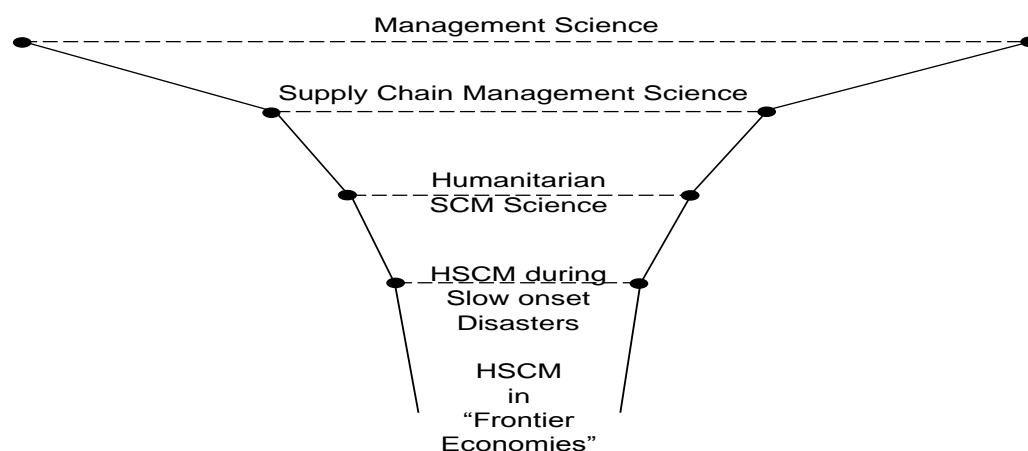 Management Science
Supply Chain Management Science
Humanitarian
SCM Science
HSCM during
Slow onset
Disasters
HSCM
in
“Frontier
Economies”